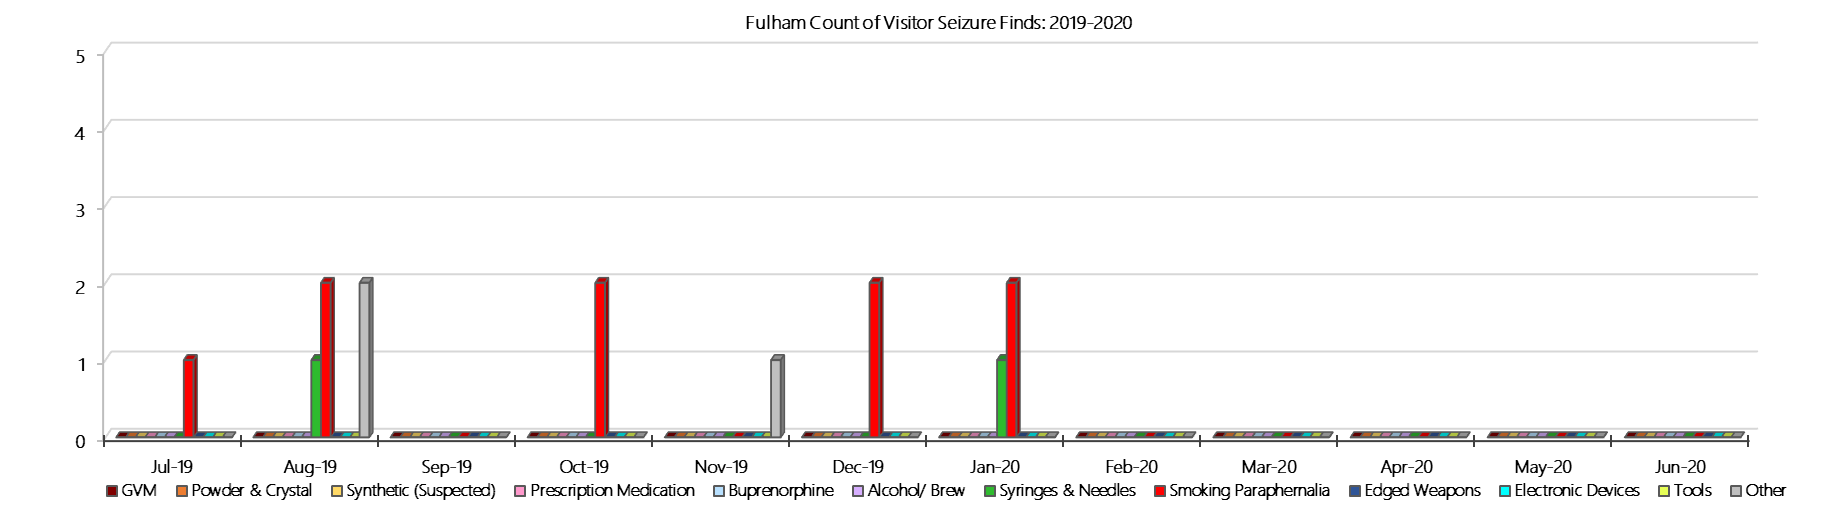 Fulham Count of Visitor Seizure Finds: 2019-2020
5
4
3
2
1
0
Jul-19 Aug-19 Sep-19 Oct-19 Nov-19 Dec-19 Jan-20 Feb-20 Mar-20 Apr-20 May-20 Jun-20
GVM Powder & Crystal Synthetic (Suspected) Prescription Medication Buprenorphine Alcohol/ Brew Syringes & Needles Smoking Paraphernalia Edged Weapons Electronic Devices Tools Other